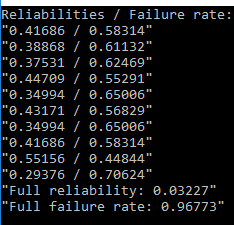 Reliabilities / Failure rate:
"0.41686 / 0.58314"
"0.38868 / 0.61132"
"0.37531 / 0.62469"
"0.44709 / 0.55291"
"0.34994 / 0.65006"
"0.43171 / 0.56829"
"0.34994 / 0.65006"
"0.41686 / 0.58314"
"0.55156 / 0.44844"
"0.29376 / 0.70624"
"Full reliability: 0.03227"
"Full failure rate: 0.96773"